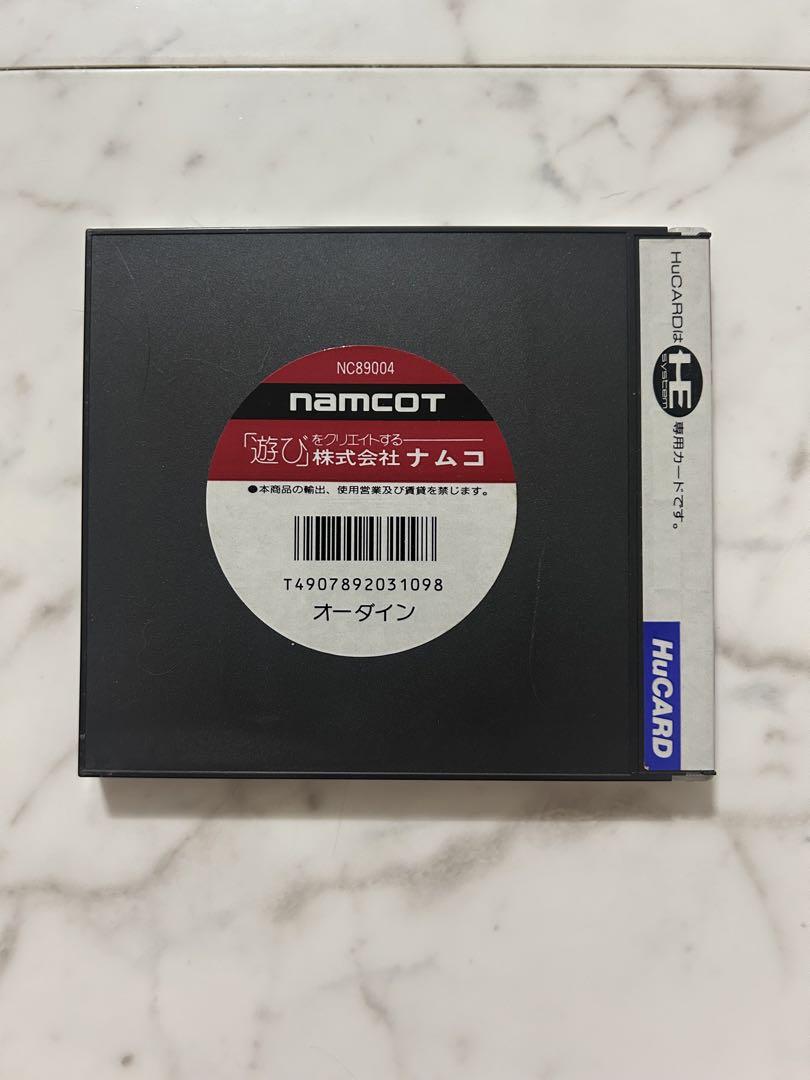 NC89004
namcot
「遊び」をクリエイトする
株式会社ナムコ
●本商品の輸出、使用営業及び賃貸を禁じます。
T4907892031098
オーダイン
HuCARDは HE system 専用カードです。
HuCARD